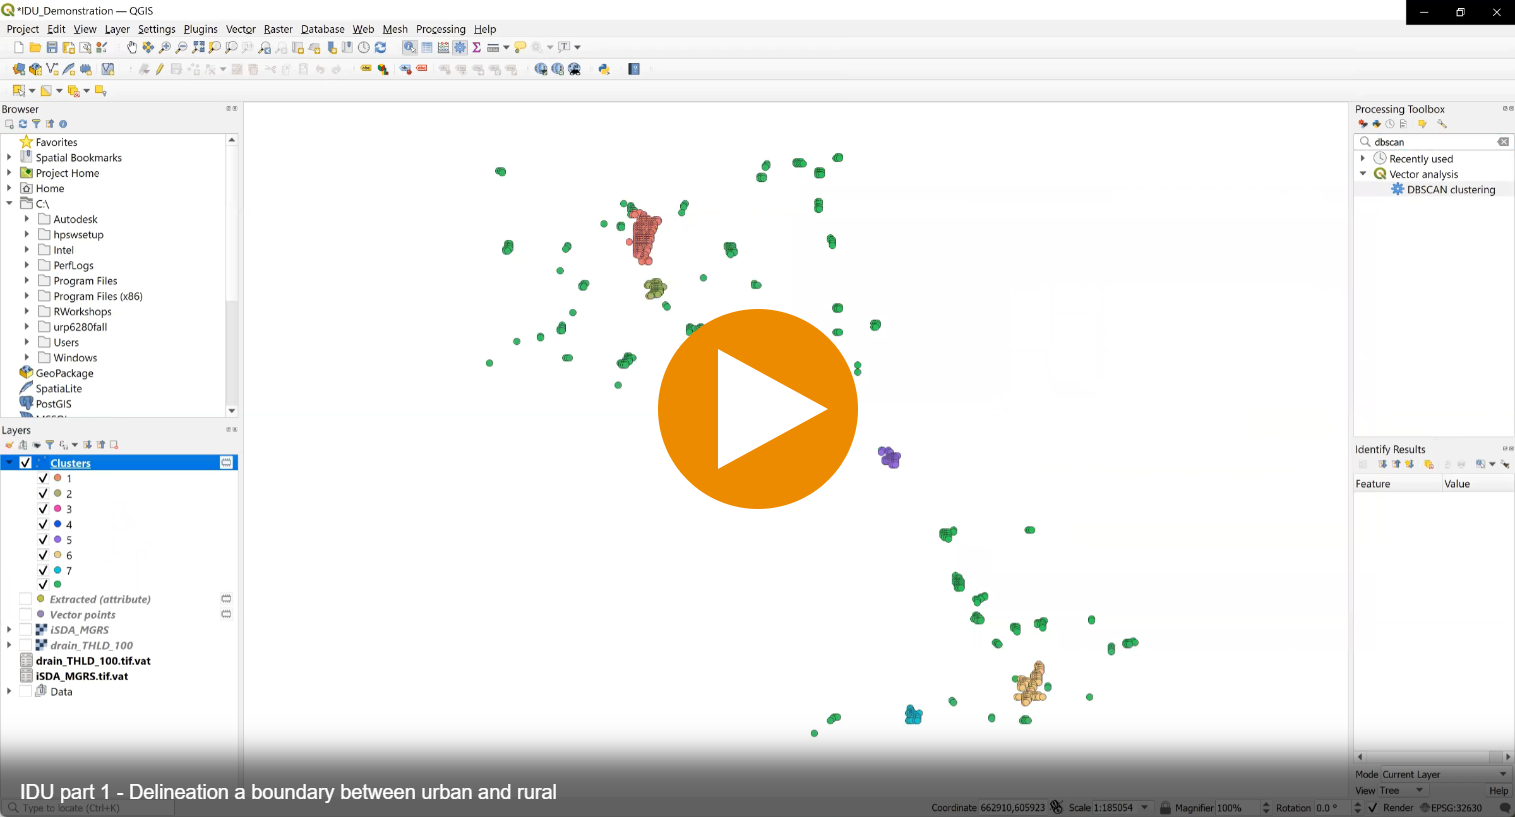 *IDU_Demonstration — QGIS
Project Edit View Layer Settings Plugins Vector Raster Database Web Mesh Processing Help
Browser
Favorites
Spatial Bookmarks
Project Home
Home
C:\
Autodesk
hpswsetup
Intel
PerfLogs
Program Files
Program Files (x86)
RWorkshops
urp6280fall
Users
Windows
GeoPackage
SpatiaLite
PostGIS
Layers
Clusters
1
2
3
4
5
6
7
Extracted (attribute)
Vector points
iSDA_MGRS
drain_THLD_100
drain_THLD_100.tif.vat
iSDA_MGRS.tif.vat
Data
Processing Toolbox
dbscan
Recently used
Vector analysis
DBSCAN clustering
Identify Results
Feature Value
Mode Current Layer
View Tree Help
IDU part 1 - Delineation a boundary between urban and rural
Type to locate (Ctrl+K) Coordinate 662910,605923 Scale 1:185054 Magnifier 100% Rotation 0.0 ° Render EPSG:32630